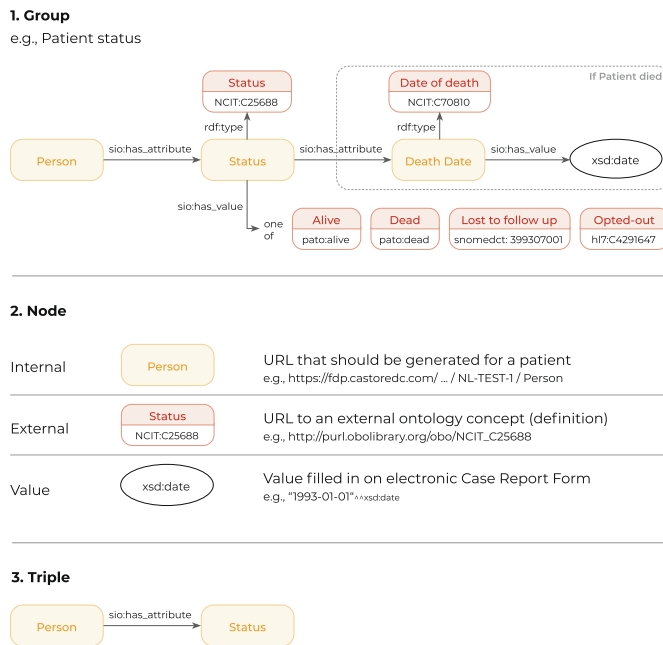 1. Group
e.g., Patient status
If Patient died
Status
NCIT:C25688
Date of death
NCIT:C70810
rdf:type
rdf:type
Person
sio:has_attribute
Status
sio:has_attribute
Death Date
sio:has_value
xsd:date
sio:has_value
one
of
Alive
pato:alive
Dead
pato:dead
Lost to follow up
snomedct: 399307001
Opted-out
hl7:C4291647
2. Node
Internal
Person
URL that should be generated for a patient
e.g., https://fdp.castoredc.com/ ... / NL-TEST-1 / Person
External
Status
NCIT:C25688
URL to an external ontology concept (definition)
e.g., http://purl.obolibrary.org/obo/NCIT_C25688
Value
xsd:date
Value filled in on electronic Case Report Form
e.g., “1993-01-01“^^xsd:date
3. Triple
Person
sio:has_attribute
Status